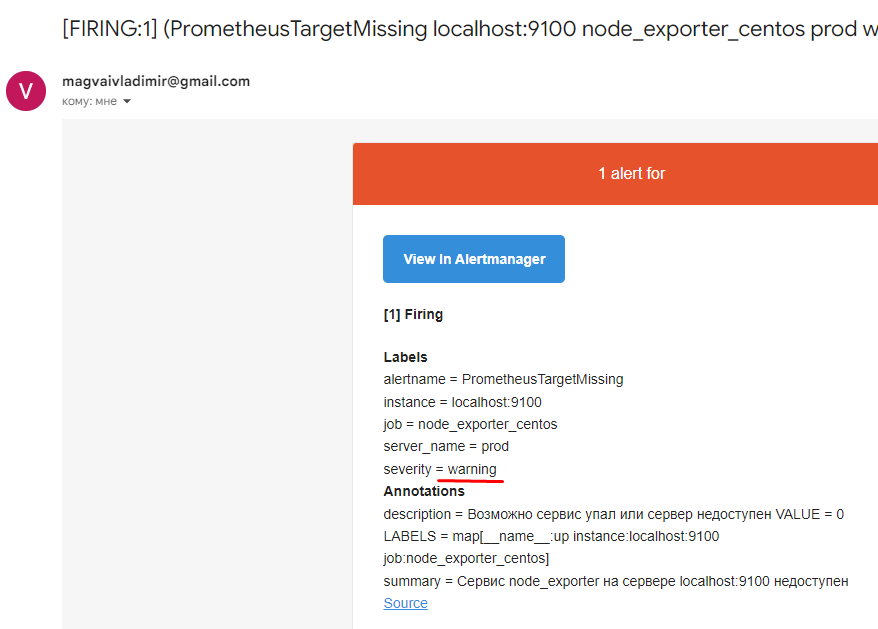 [FIRING:1] (PrometheusTargetMissing localhost:9100 node_exporter_centos prod w
V
magvaivladimir@gmail.com
кому: мне
1 alert for
View In Alertmanager
[1] Firing
Labels
alertname = PrometheusTargetMissing
instance = localhost:9100
job = node_exporter_centos
server_name = prod
severity = warning
Annotations
description = Возможно сервис упал или сервер недоступен VALUE = 0
LABELS = map[__name__:up instance:localhost:9100
job:node_exporter_centos]
summary = Сервис node_exporter на сервере localhost:9100 недоступен
Source